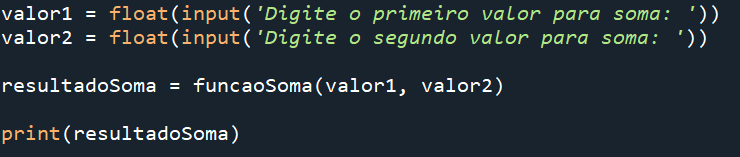 valor1 = float(input('Digite o primeiro valor para soma: '))
valor2 = float(input('Digite o segundo valor para soma: '))
resultadoSoma = funcaoSoma(valor1, valor2)
print(resultadoSoma)